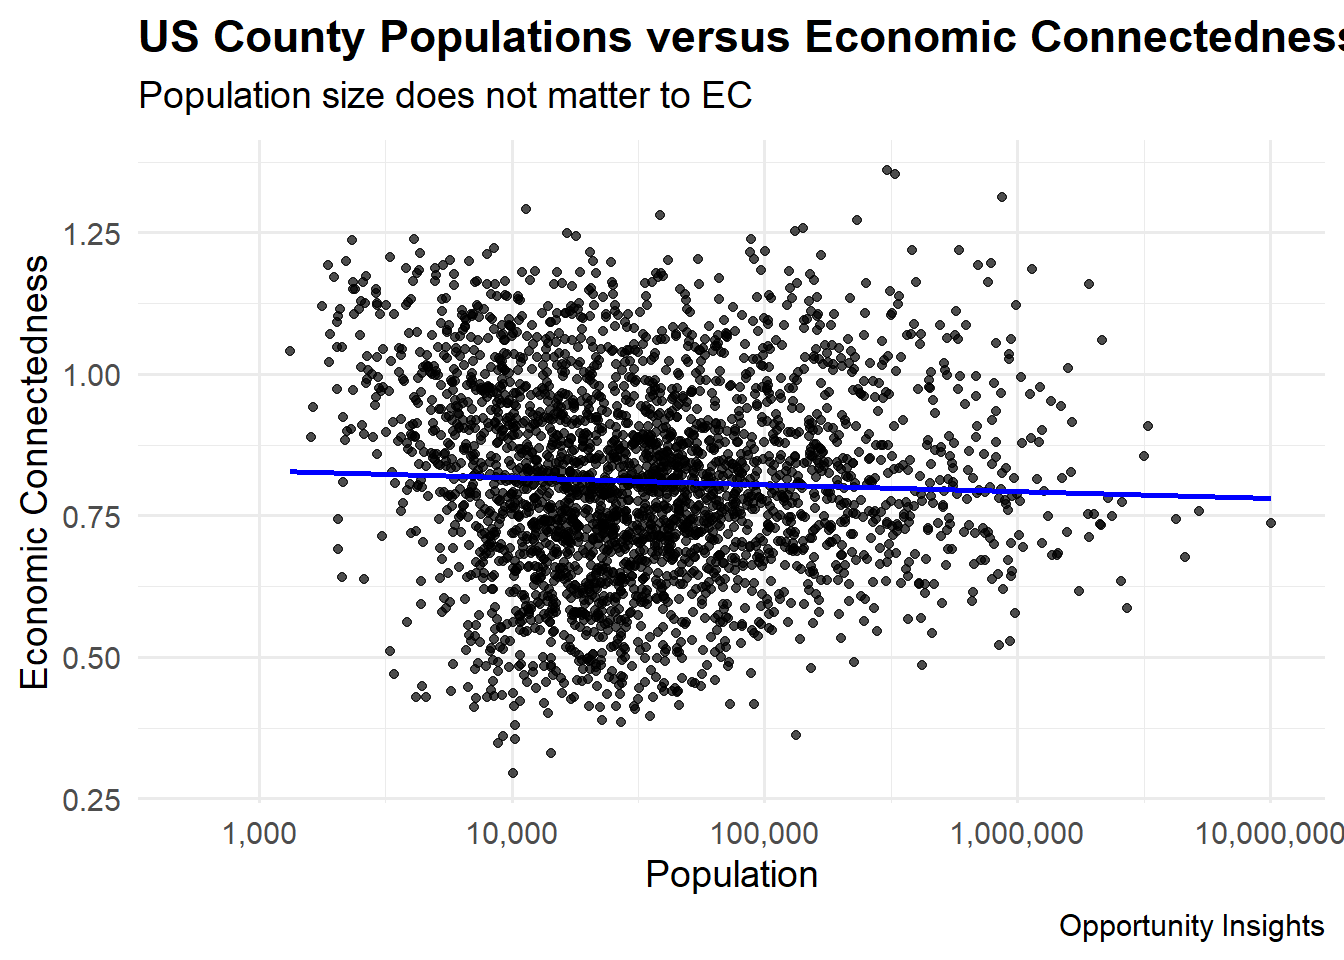 US County Populations versus Economic Connectedness
Population size does not matter to EC
Economic Connectedness
1.25
1.00
0.75
0.50
0.25
1,000
10,000
100,000
1,000,000
10,000,000
Population
Opportunity Insights